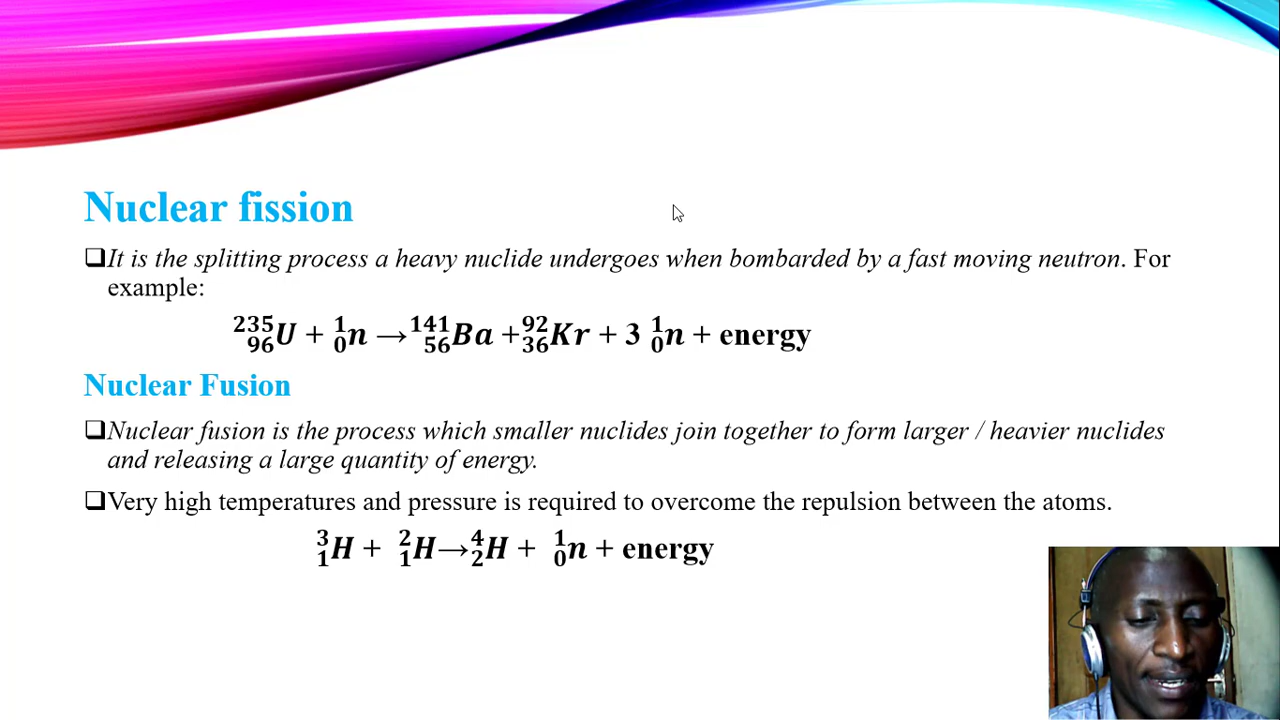 Nuclear fission
❑It is the splitting process a heavy nuclide undergoes when bombarded by a fast moving neutron. For
example:
²³⁵₉₆U + ¹₀n → ¹⁴¹₅₆Ba + ⁹²₃₆Kr + 3 ¹₀n + energy
Nuclear Fusion
❑Nuclear fusion is the process which smaller nuclides join together to form larger / heavier nuclides
and releasing a large quantity of energy.
❑Very high temperatures and pressure is required to overcome the repulsion between the atoms.
³₁H + ²₁H → ⁴₂H + ¹₀n + energy